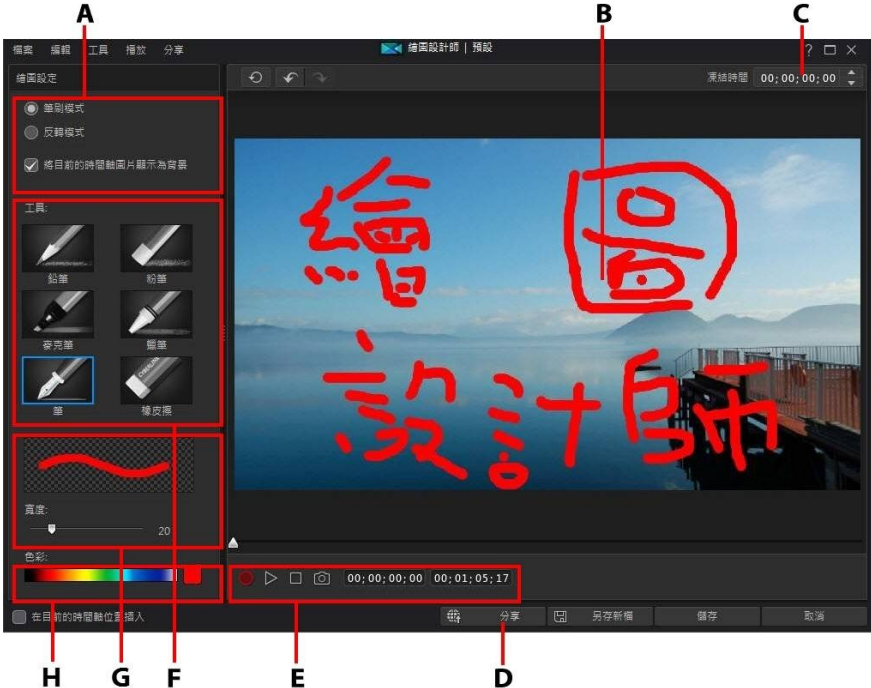 A
B
C
檔案 編輯 工具 播放 分享
繪圖設計師 | 預設
?
繪圖設定
凍結時間 00;00;00;00
筆刷模式
反轉模式
將目前的時間軸圖片顯示為背景
繪圖
設計師
工具:
鉛筆 粉筆
麥克筆 蠟筆
CYBERLINK
筆 橡皮擦
寬度:
20
色彩:
00;00;00;00 00;01;05;17
在目前的時間軸位置插入
分享 另存新檔 儲存 取消
H G F E D